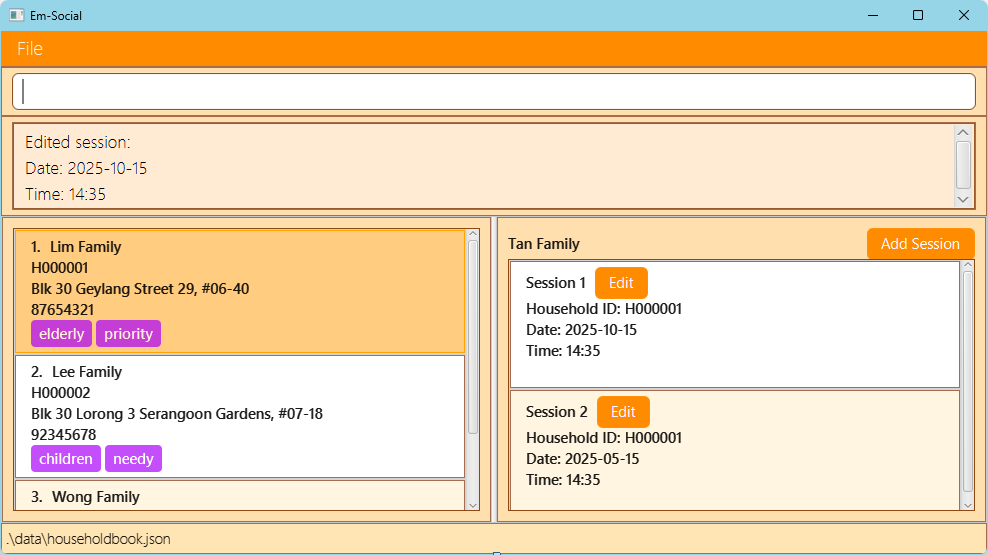 Em-Social
File
Edited session:
Date: 2025-10-15
Time: 14:35
1. Lim Family
H000001
Blk 30 Geylang Street 29, #06-40
87654321
elderly priority
2. Lee Family
H000002
Blk 30 Lorong 3 Serangoon Gardens, #07-18
92345678
children needy
3. Wong Family
Tan Family Add Session
Session 1 Edit
Household ID: H000001
Date: 2025-10-15
Time: 14:35
Session 2 Edit
Household ID: H000001
Date: 2025-05-15
Time: 14:35
.\data\householdbook.json